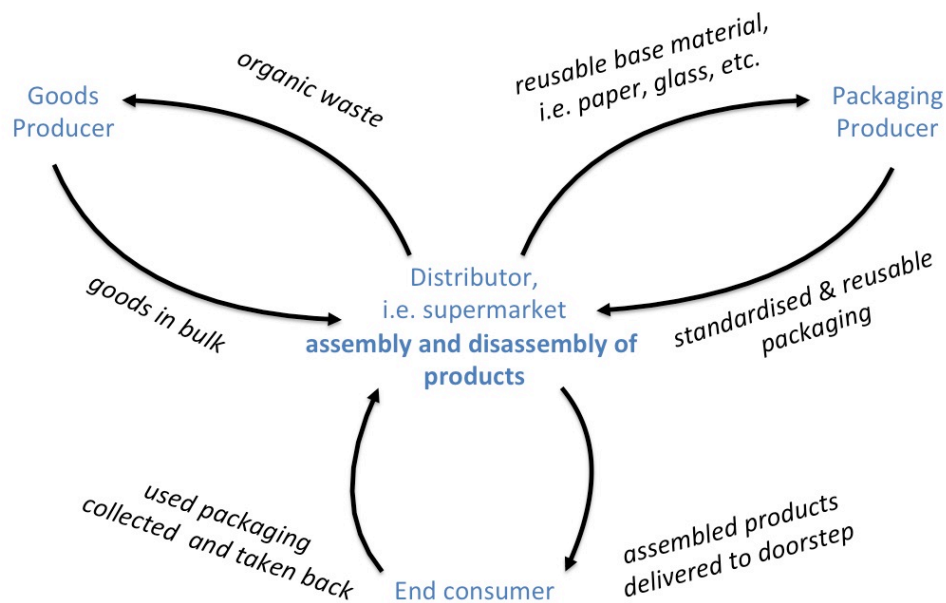 organic waste
reusable base material,
i.e. paper, glass, etc.
Goods
Producer
Packaging
Producer
goods in bulk
Distributor,
i.e. supermarket
assembly and disassembly of
products
standardised & reusable
packaging
used packaging
collected and taken back
assembled products
delivered to doorstep
End consumer